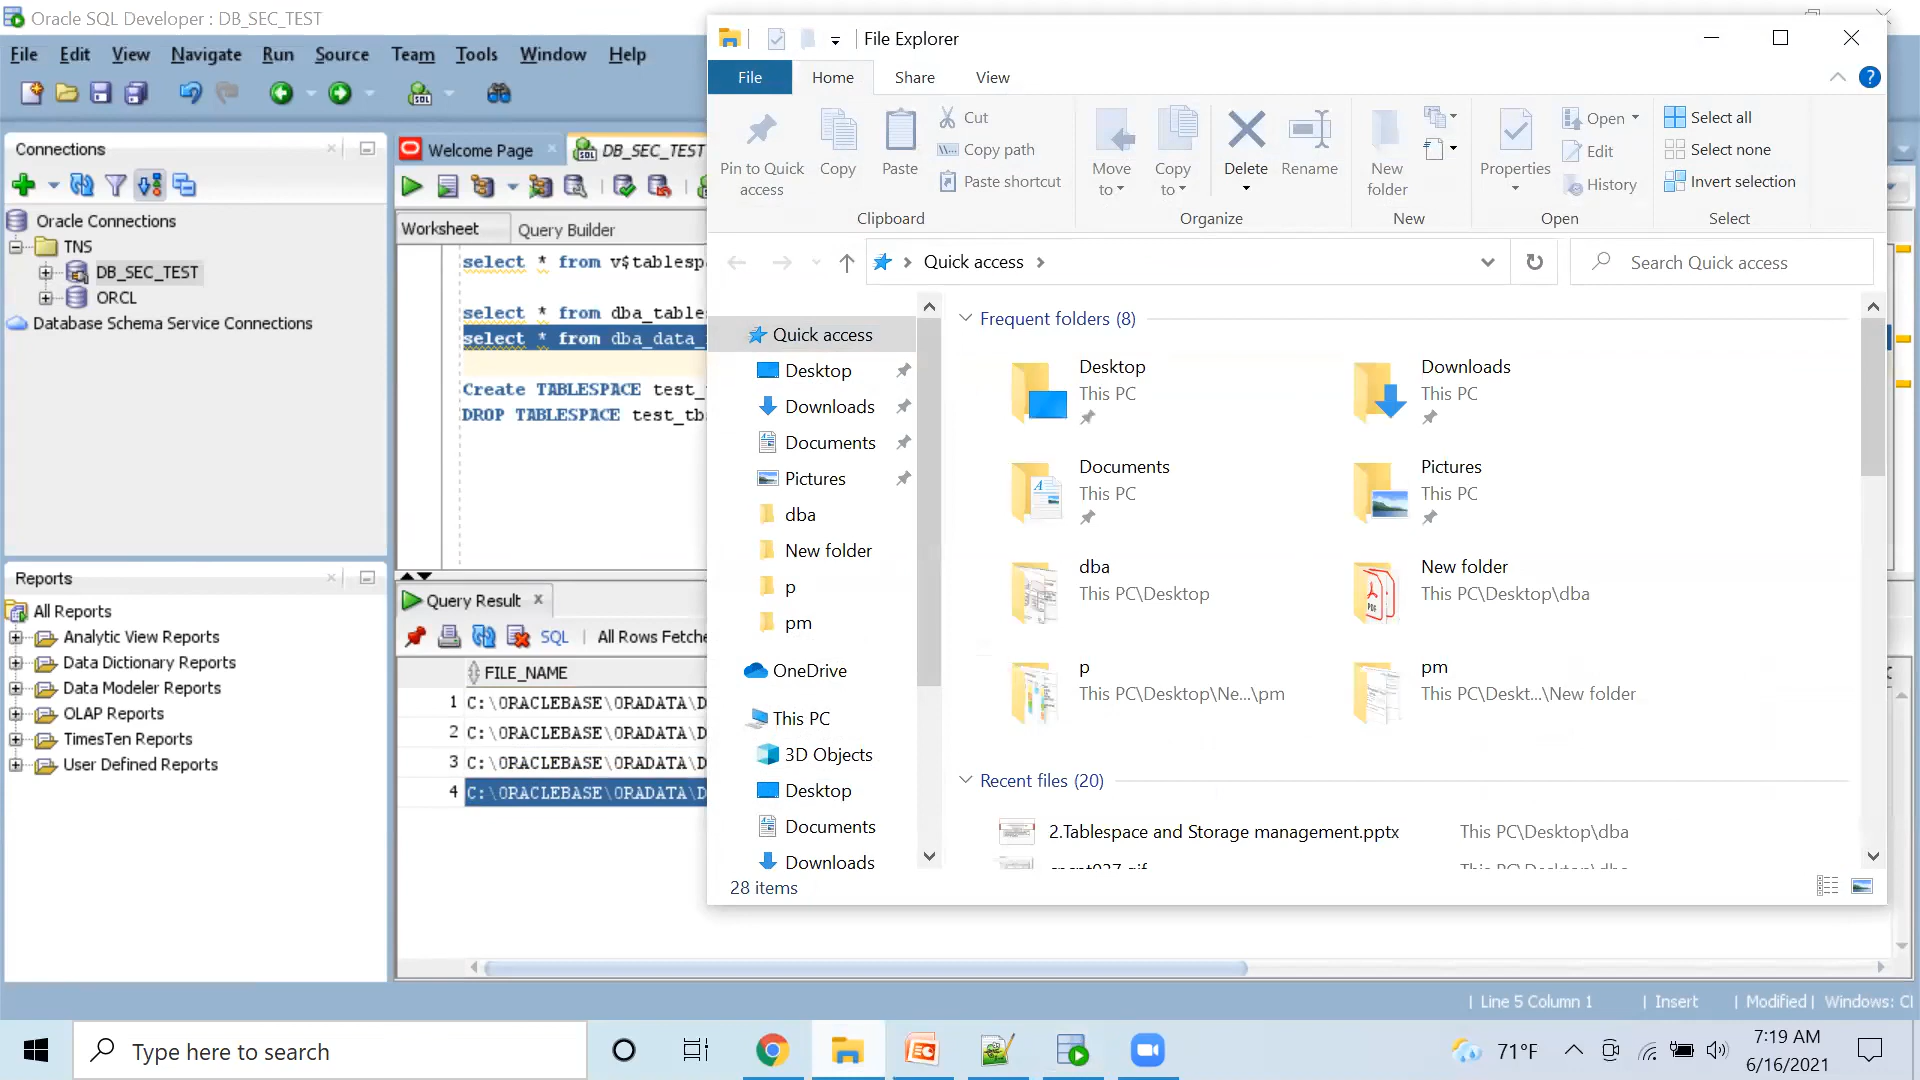 Oracle SQL Developer : DB_SEC_TEST
File Edit View Navigate Run Source Team Tools Window Help
Connections
Oracle Connections
TNS
DB_SEC_TEST
ORCL
Database Schema Service Connections
Reports
All Reports
Analytic View Reports
Data Dictionary Reports
Data Modeler Reports
OLAP Reports
TimesTen Reports
User Defined Reports
Welcome Page
DB_SEC_TEST
Worksheet Query Builder
select * from v$tablesp
select * from dba_table
select * from dba_data_
Create TABLESPACE test_
DROP TABLESPACE test_tb
Query Result
SQL | All Rows Fetche
FILE_NAME
1 C:\ORACLEBASE\ORADATA\D
2 C:\ORACLEBASE\ORADATA\D
3 C:\ORACLEBASE\ORADATA\D
4 C:\ORACLEBASE\ORADATA\D
File Explorer
File Home Share View
Pin to Quick access
Copy
Paste
Cut
Copy path
Paste shortcut
Clipboard
Move to
Copy to
Delete
Rename
Organize
New folder
New
Properties
Open
Edit
History
Open
Select all
Select none
Invert selection
Select
Quick access
Search Quick access
Quick access
Desktop
Downloads
Documents
Pictures
dba
New folder
p
pm
OneDrive
This PC
3D Objects
Desktop
Documents
Downloads
Frequent folders (8)
Desktop
This PC
Downloads
This PC
Documents
This PC
Pictures
This PC
dba
This PC\Desktop
New folder
This PC\Desktop\dba
p
This PC\Desktop\Ne...\pm
pm
This PC\Deskt...\New folder
Recent files (20)
2.Tablespace and Storage management.pptx This PC\Desktop\dba
28 items
| Line 5 Column 1 | Insert | Modified | Windows: C
Type here to search
71°F
7:19 AM
6/16/2021